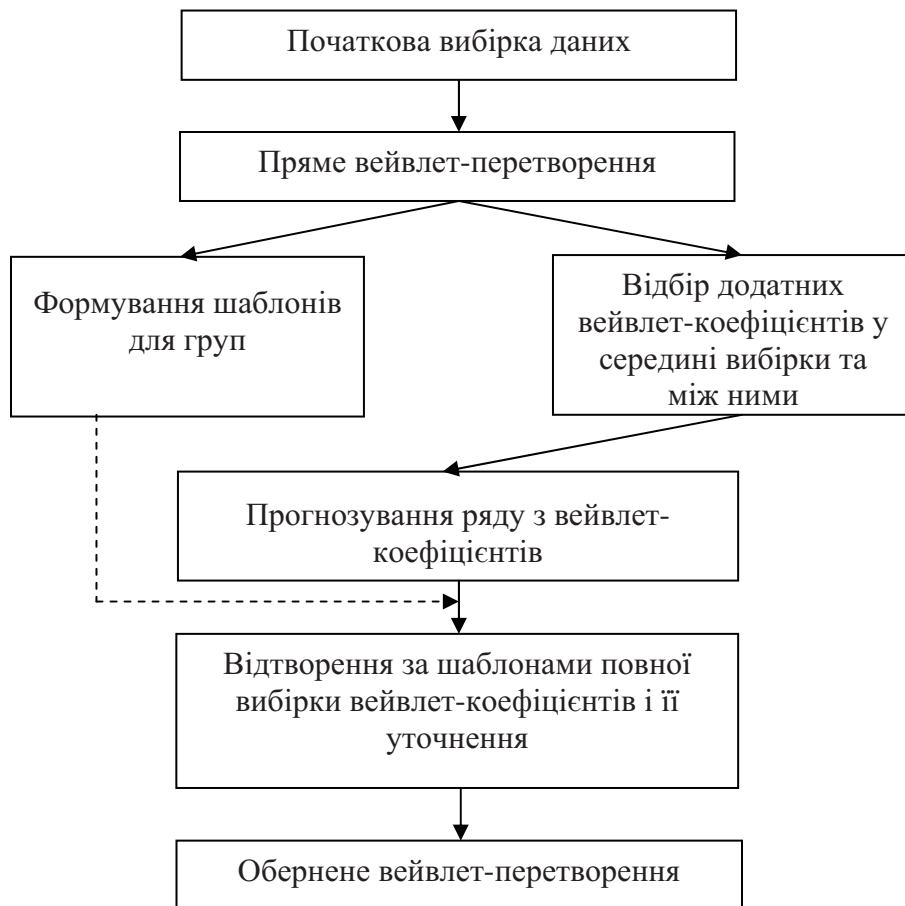 Початкова вибірка даних
Пряме вейвлет-перетворення
Формування шаблонів
для груп
Відбір додатних
вейвлет-коефіцієнтів у
середині вибірки та
між ними
Прогнозування ряду з вейвлет-
коефіцієнтів
Відтворення за шаблонами повної
вибірки вейвлет-коефіцієнтів і її
уточнення
Обернене вейвлет-перетворення